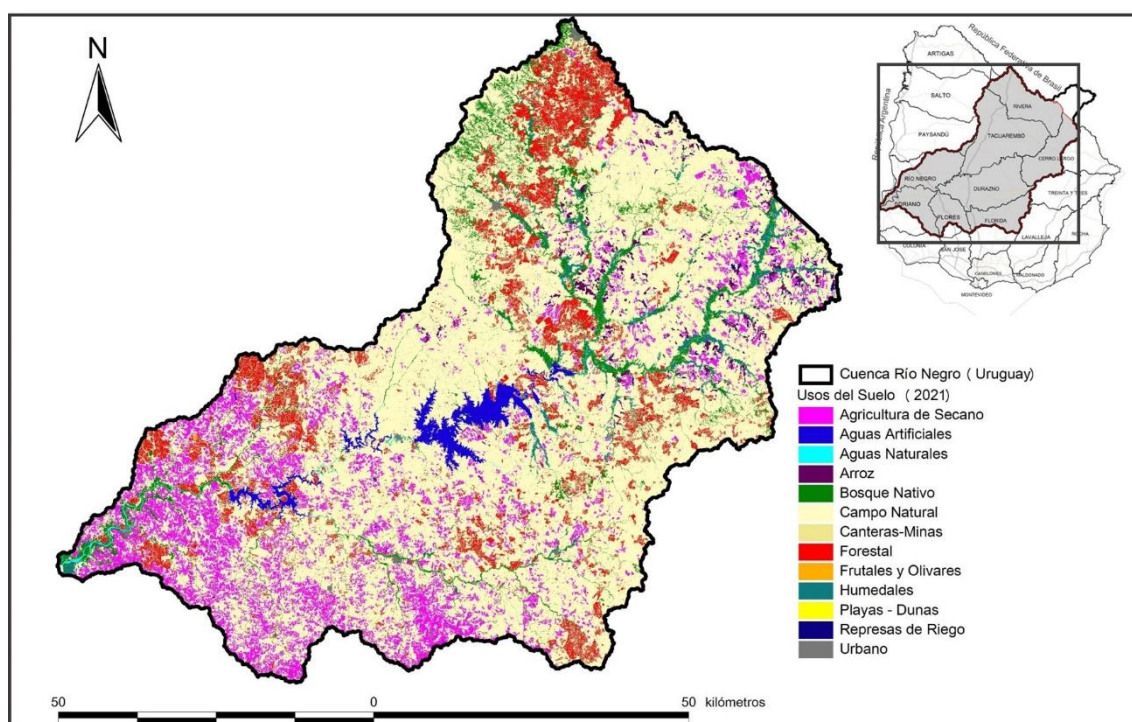 N
República Federativa de Brasil
República Argentina
ARTIGAS
SALTO
RIVERA
PAYSANDÚ
TACUAREMBÓ
CERRO LARGO
RÍO NEGRO
DURAZNO
TREINTA Y TRES
SORIANO
FLORES
FLORIDA
LAVALLEJA
ROCHA
COLONIA
SAN JOSE
CANELONES
MALDONADO
MONTEVIDEO
Cuenca Río Negro ( Uruguay)
Usos del Suelo ( 2021)
Agricultura de Secano
Aguas Artificiales
Aguas Naturales
Arroz
Bosque Nativo
Campo Natural
Canteras-Minas
Forestal
Frutales y Olivares
Humedales
Playas - Dunas
Represas de Riego
Urbano
50 0 50 kilómetros